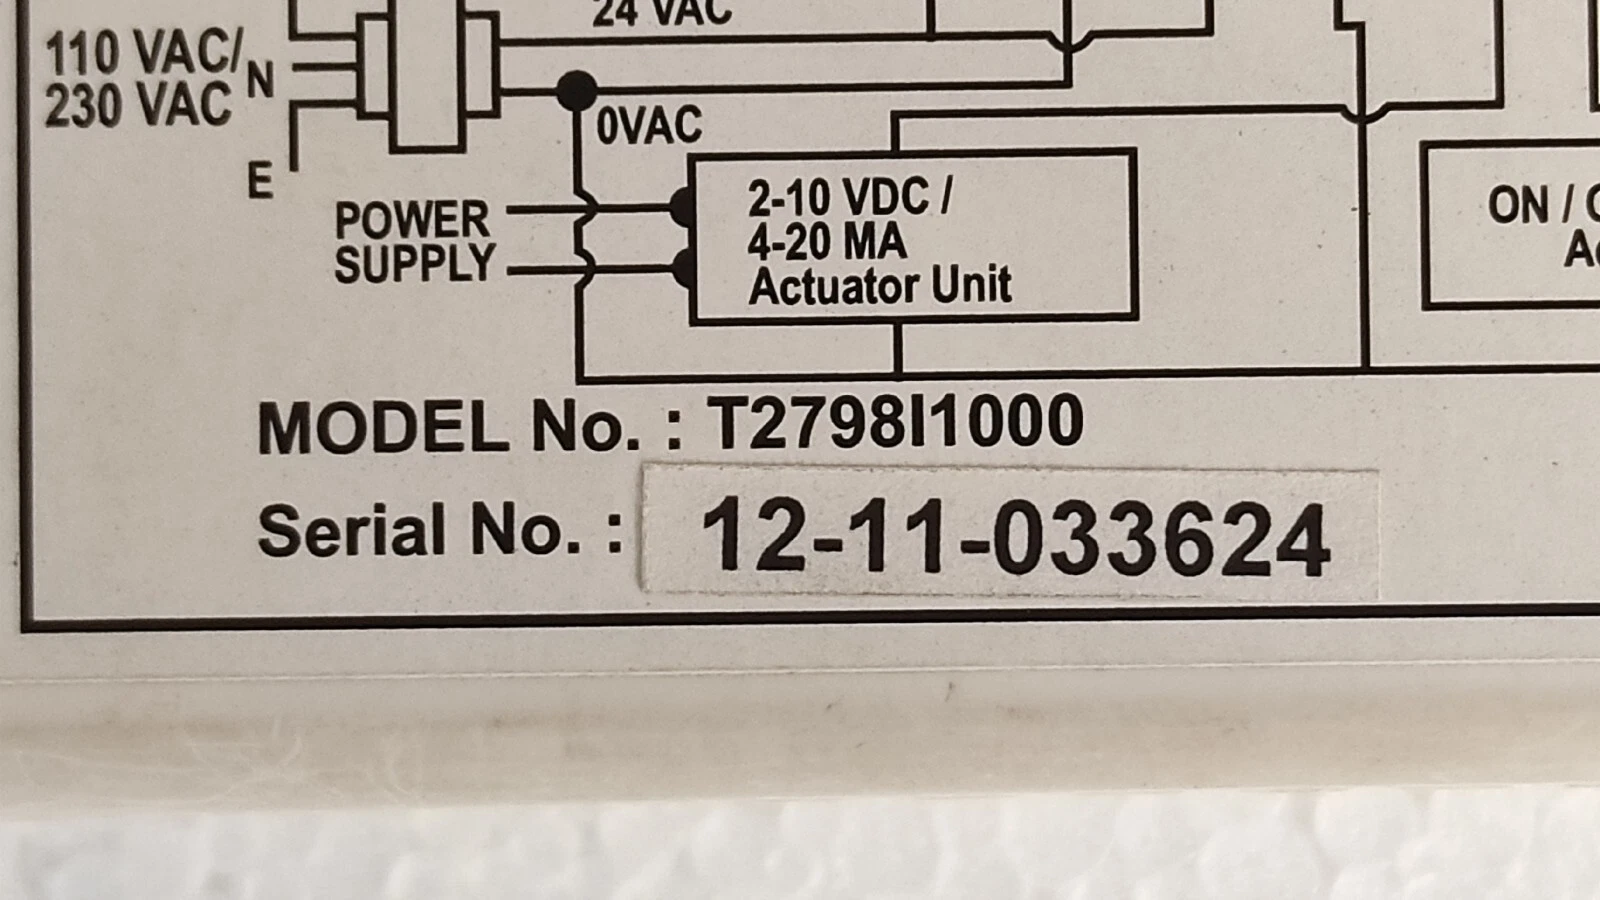 24 VAC
110 VAC/
230 VAC
N
0VAC
E
POWER
SUPPLY
2-10 VDC /
4-20 MA
Actuator Unit
ON /
MODEL No. : T2798I1000
Serial No. : 12-11-033624